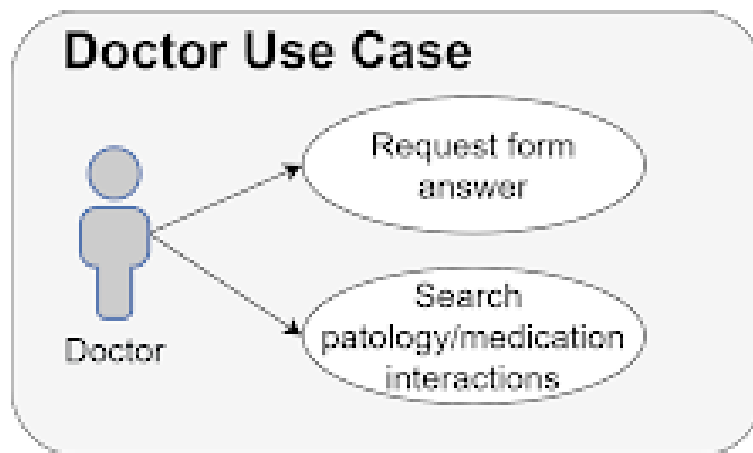 Doctor Use Case
Request form
answer
Search
patology/medication
interactions
Doctor